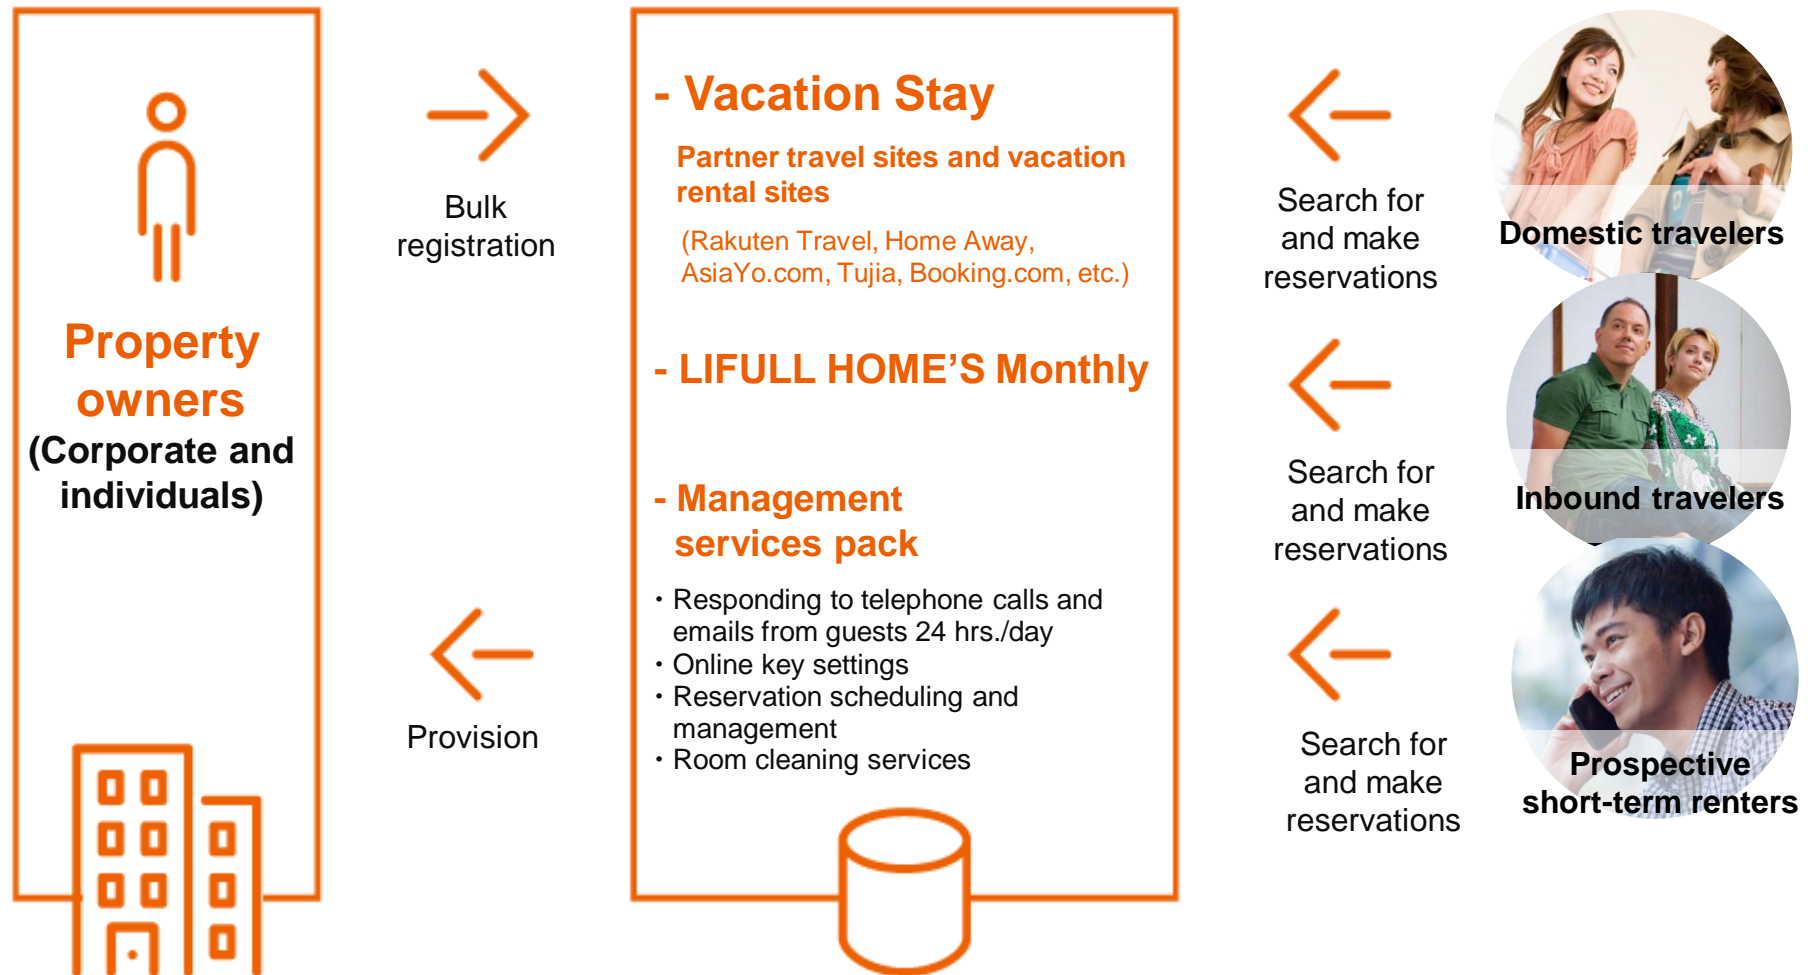 Property
owners
(Corporate and
individuals)
Bulk
registration
Provision
- Vacation Stay
Partner travel sites and vacation
rental sites
(Rakuten Travel, Home Away,
AsiaYo.com, Tujia, Booking.com, etc.)
- LIFULL HOME’S Monthly
- Management
services pack
・Responding to telephone calls and
emails from guests 24 hrs./day
・Online key settings
・Reservation scheduling and
management
・Room cleaning services
Search for
and make
reservations
Domestic travelers
Search for
and make
reservations
Inbound travelers
Search for
and make
reservations
Prospective
short-term renters